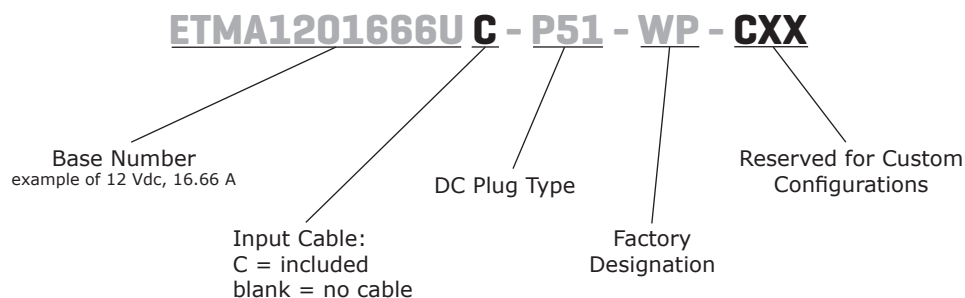 ETMA1201666U C - P51 - WP - CXX
Base Number
example of 12 Vdc, 16.66 A
Input Cable:
C = included
blank = no cable
DC Plug Type
Factory
Designation
Reserved for Custom
Configurations